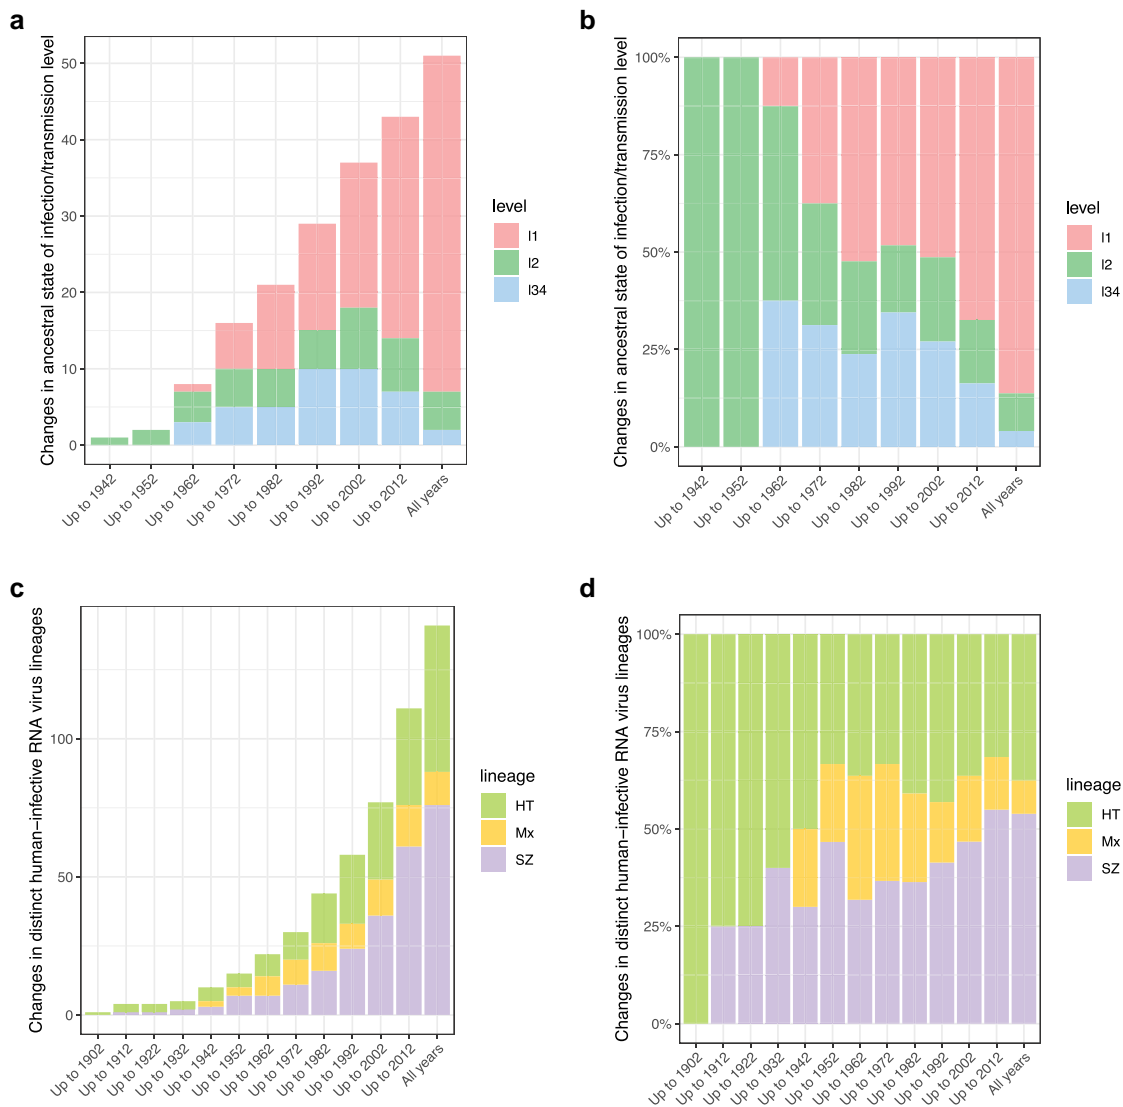 a
Changes in ancestral state of infection/transmission level
50
40
30
20
10
0
Up to 1942
Up to 1952
Up to 1962
Up to 1972
Up to 1982
Up to 1992
Up to 2002
Up to 2012
All years
level
l1
l2
l34
b
Changes in ancestral state of infection/transmission level
100%
75%
50%
25%
0%
Up to 1942
Up to 1952
Up to 1962
Up to 1972
Up to 1982
Up to 1992
Up to 2002
Up to 2012
All years
level
l1
l2
l34
c
Changes in distinct human−infective RNA virus lineages
100
50
0
Up to 1902
Up to 1912
Up to 1922
Up to 1932
Up to 1942
Up to 1952
Up to 1962
Up to 1972
Up to 1982
Up to 1992
Up to 2002
Up to 2012
All years
lineage
HT
Mx
SZ
d
Changes in distinct human−infective RNA virus lineages
100%
75%
50%
25%
0%
Up to 1902
Up to 1912
Up to 1922
Up to 1932
Up to 1942
Up to 1952
Up to 1962
Up to 1972
Up to 1982
Up to 1992
Up to 2002
Up to 2012
All years
lineage
HT
Mx
SZ